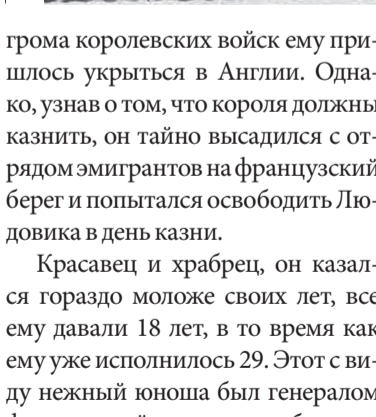 грома королевских войск ему при-
шлось укрыться в Англии. Одна-
ко, узнав о том, что короля должны
казнить, он тайно высадился с от-
рядом эмигрантов на французский
берег и попытался освободить Лю-
довика в день казни.
Красавец и храбрец, он казал-
ся гораздо моложе своих лет, все
ему давали 18 лет, в то время как
ему уже исполнилось 29. Этот с ви-
ду нежный юноша был генералом